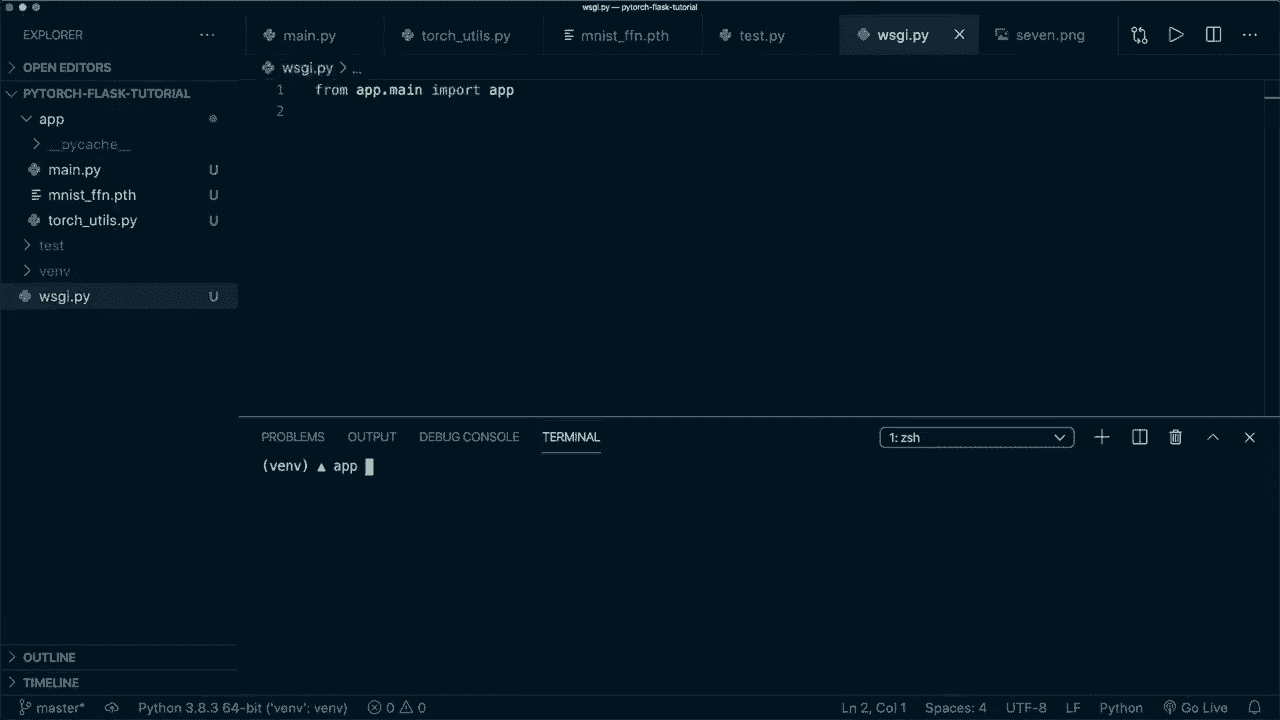 wsgi.py — pytorch-flask-tutorial
EXPLORER ...
main.py torch_utils.py mnist_ffn.pth test.py wsgi.py seven.png ...
OPEN EDITORS
wsgi.py > ...
PYTORCH-FLASK-TUTORIAL
1 from app.main import app
2
app
__pycache__
main.py U
mnist_ffn.pth U
torch_utils.py U
test
venv
wsgi.py U
PROBLEMS OUTPUT DEBUG CONSOLE TERMINAL 1: zsh
(venv) ▲ app
OUTLINE
TIMELINE
master* Python 3.8.3 64-bit ('venv': venv) 0 0 Ln 2, Col 1 Spaces: 4 UTF-8 LF Python Go Live